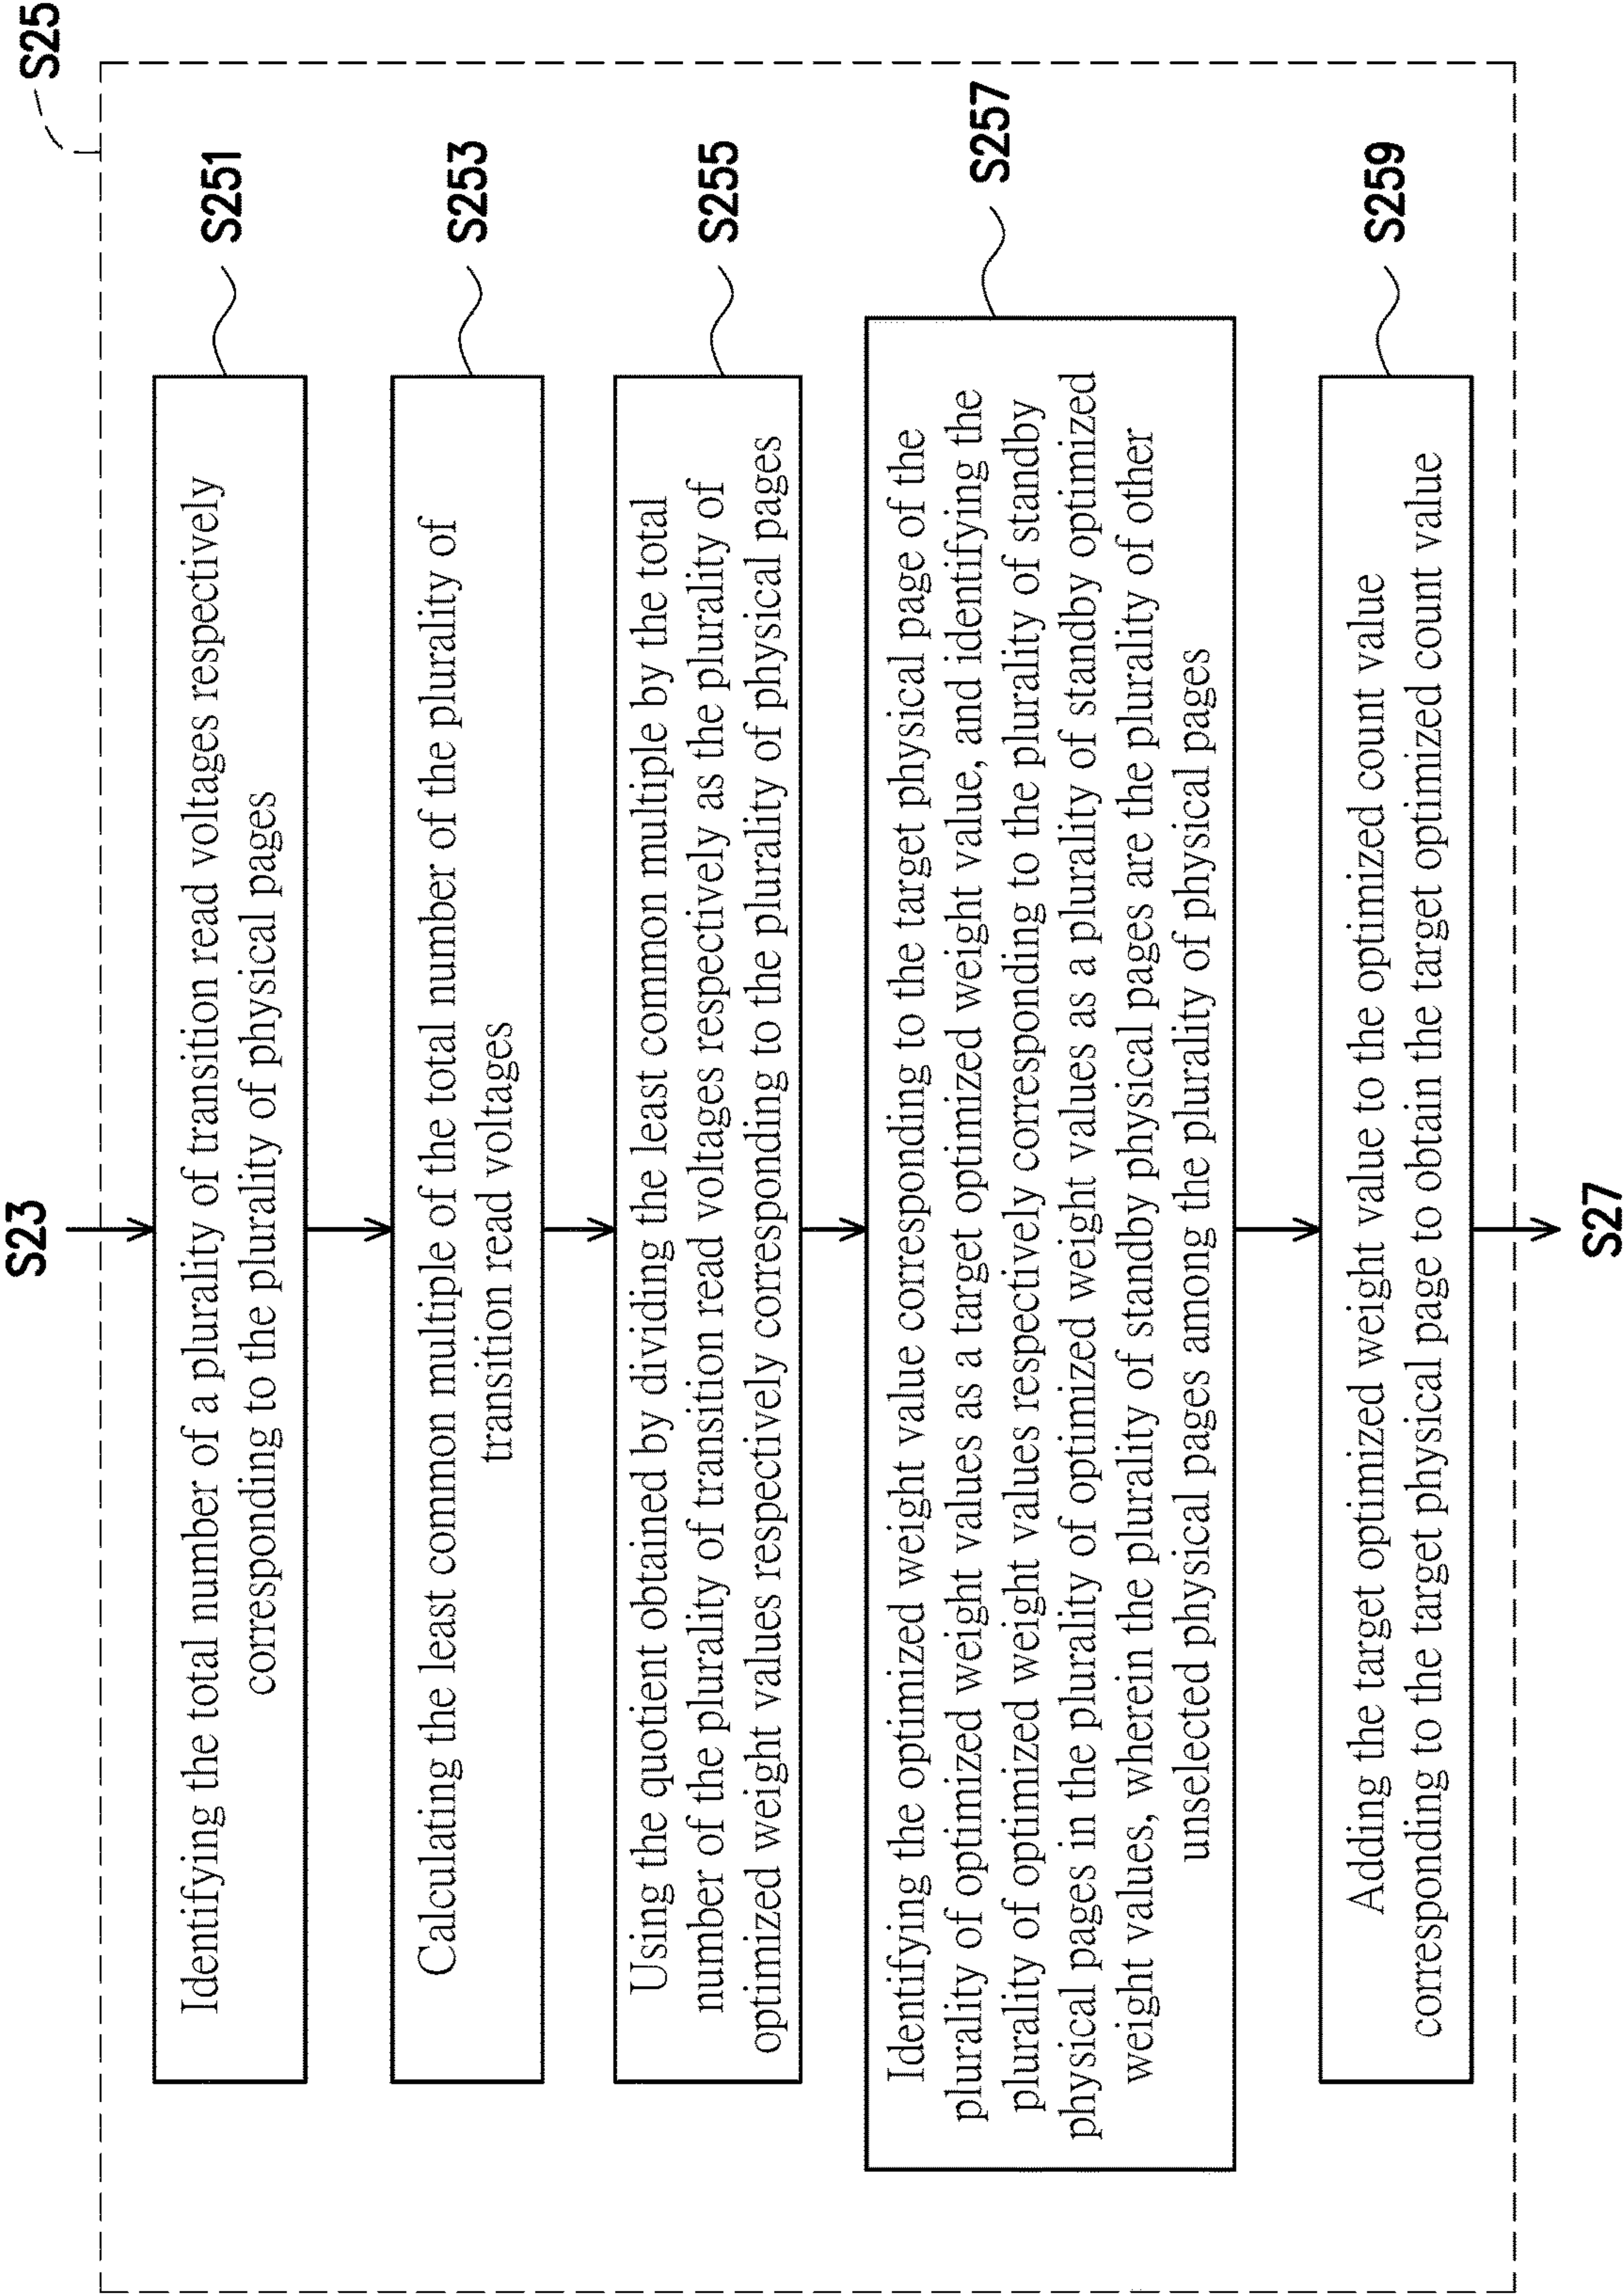 S25
S23
Identifying the total number of a plurality of transition read voltages respectively
corresponding to the plurality of physical pages
S251
Calculating the least common multiple of the total number of the plurality of
transition read voltages
S253
Using the quotient obtained by dividing the least common multiple by the total
number of the plurality of transition read voltages respectively as the plurality of
optimized weight values respectively corresponding to the plurality of physical pages
S255
Identifying the optimized weight value corresponding to the target physical page of the
plurality of optimized weight values as a target optimized weight value, and identifying the
plurality of optimized weight values respectively corresponding to the plurality of standby
physical pages in the plurality of optimized weight values as a plurality of standby optimized
weight values, wherein the plurality of standby physical pages are the plurality of other
unselected physical pages among the plurality of physical pages
S257
Adding the target optimized weight value to the optimized count value
corresponding to the target physical page to obtain the target optimized count value
S259
S27